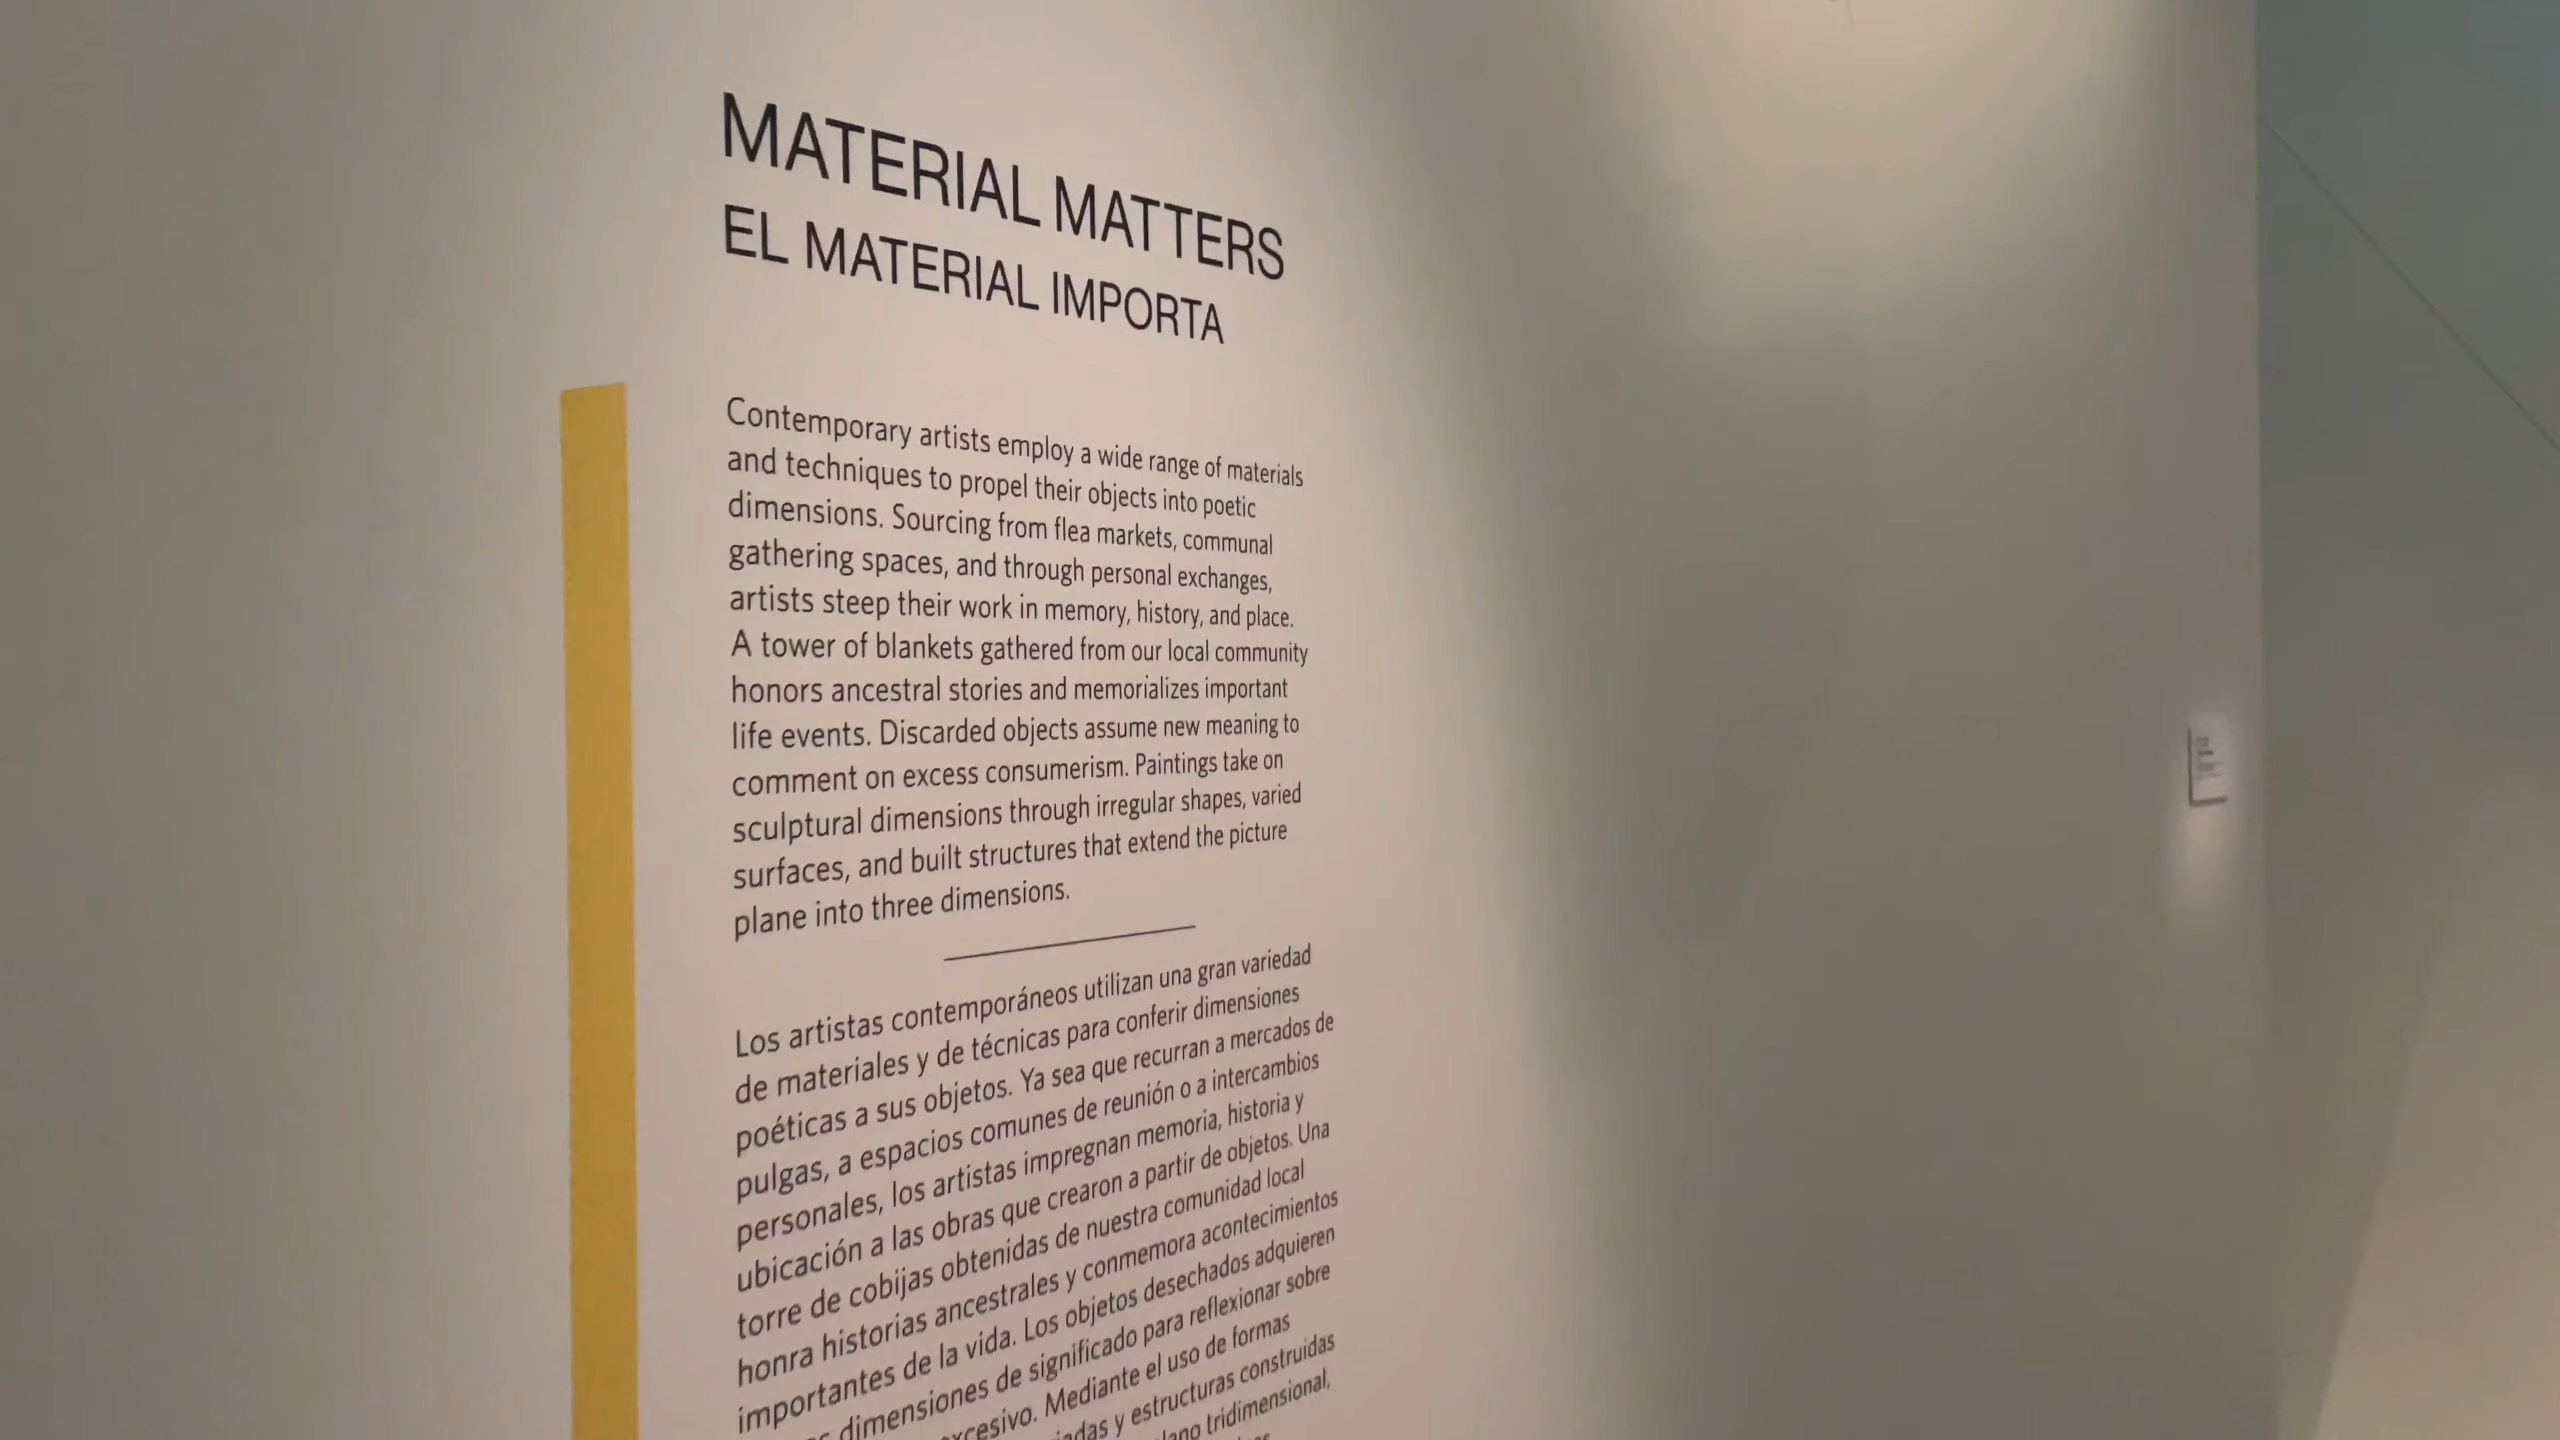 MATERIAL MATTERS
EL MATERIAL IMPORTA
Contemporary artists employ a wide range of materials
and techniques to propel their objects into poetic
dimensions. Sourcing from flea markets, communal
gathering spaces, and through personal exchanges,
artists steep their work in memory, history, and place.
A tower of blankets gathered from our local community
honors ancestral stories and memorializes important
life events. Discarded objects assume new meaning to
comment on excess consumerism. Paintings take on
sculptural dimensions through irregular shapes, varied
surfaces, and built structures that extend the picture
plane into three dimensions.
Los artistas contemporáneos utilizan una gran variedad
de materiales y de técnicas para conferir dimensiones
poéticas a sus objetos. Ya sea que recurran a mercados de
pulgas, a espacios comunes de reunión o a intercambios
personales, los artistas impregnan memoria, historia y
ubicación a las obras que crearon a partir de objetos. Una
torre de cobijas obtenidas de nuestra comunidad local
honra historias ancestrales y conmemora acontecimientos
importantes de la vida. Los objetos desechados adquieren
dimensiones de significado para reflexionar sobre
Mediante el uso de formas
y estructuras construidas
tridimensional,